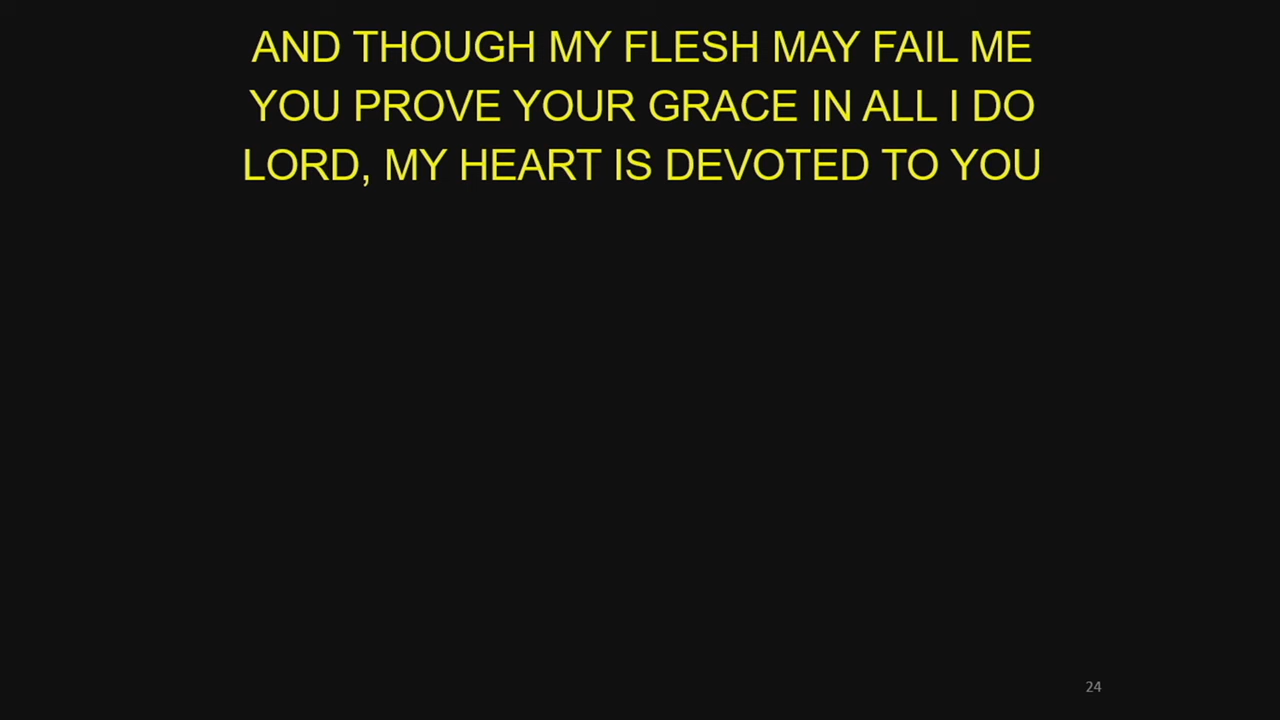 AND THOUGH MY FLESH MAY FAIL ME
YOU PROVE YOUR GRACE IN ALL I DO
LORD, MY HEART IS DEVOTED TO YOU
24